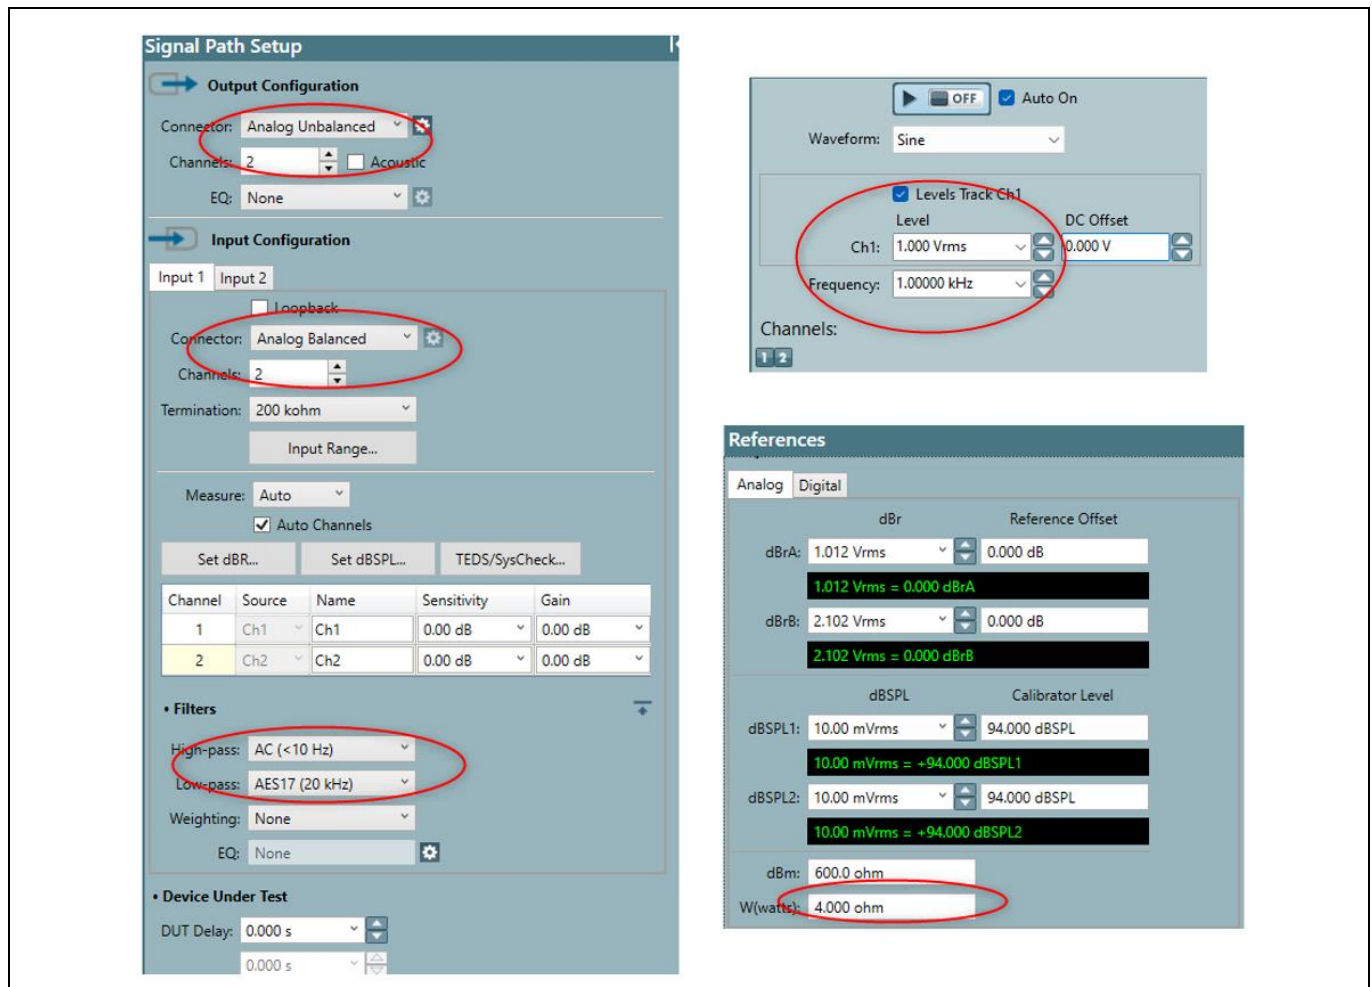 Signal Path Setup
Output Configuration
Connector: Analog Unbalanced
Channels: 2 Acoustic
EQ: None
Input Configuration
Input 1 Input 2
Loopback
Connector: Analog Balanced
Channels: 2
Termination: 200 kohm
Input Range...
Measure: Auto
Auto Channels
Set dBR... Set dBSPL... TEDS/SysCheck...
Channel Source Name Sensitivity Gain
1 Ch1 Ch1 0.00 dB 0.00 dB
2 Ch2 Ch2 0.00 dB 0.00 dB
• Filters
High-pass: AC (<10 Hz)
Low-pass: AES17 (20 kHz)
Weighting: None
EQ: None
• Device Under Test
DUT Delay: 0.000 s
0.000 s
OFF Auto On
Waveform: Sine
Levels Track Ch1
Level DC Offset
Ch1: 1.000 Vrms 0.000 V
Frequency: 1.00000 kHz
Channels:
1 2
References
Analog Digital
dBr Reference Offset
dBrA: 1.012 Vrms 0.000 dB
1.012 Vrms = 0.000 dBrA
dBrB: 2.102 Vrms 0.000 dB
2.102 Vrms = 0.000 dBrB
dBSPL Calibrator Level
dBSPL1: 10.00 mVrms 94.000 dBSPL
10.00 mVrms = +94.000 dBSPL1
dBSPL2: 10.00 mVrms 94.000 dBSPL
10.00 mVrms = +94.000 dBSPL2
dBm: 600.0 ohm
W(watts): 4.000 ohm